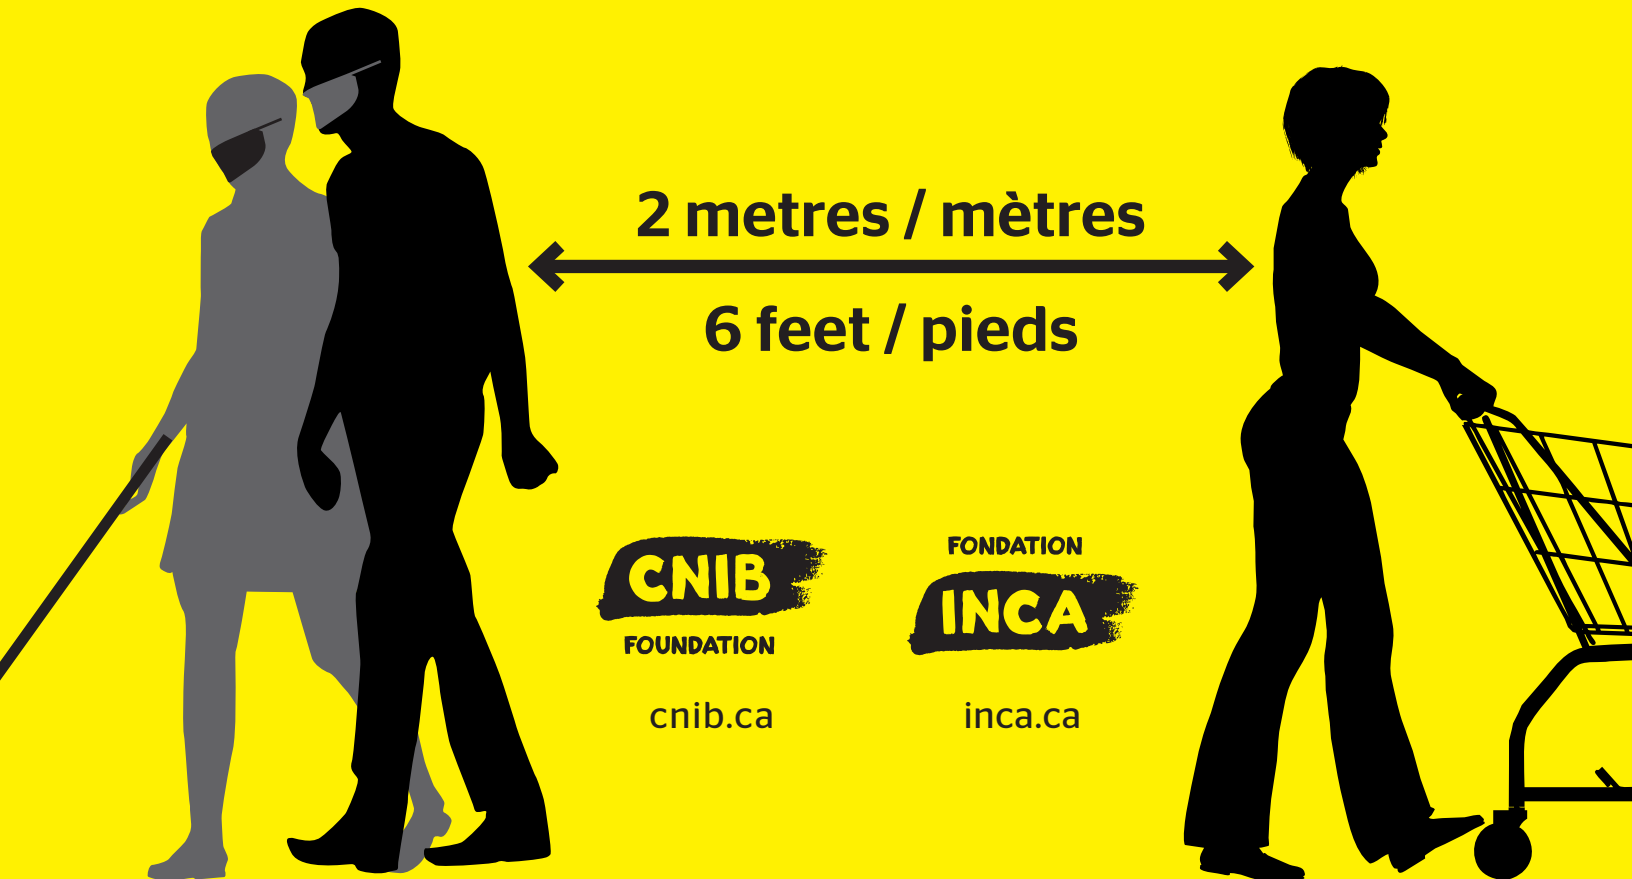 2 metres / mètres
6 feet / pieds
CNIB
FOUNDATION
cnib.ca
FONDATION
INCA
inca.ca